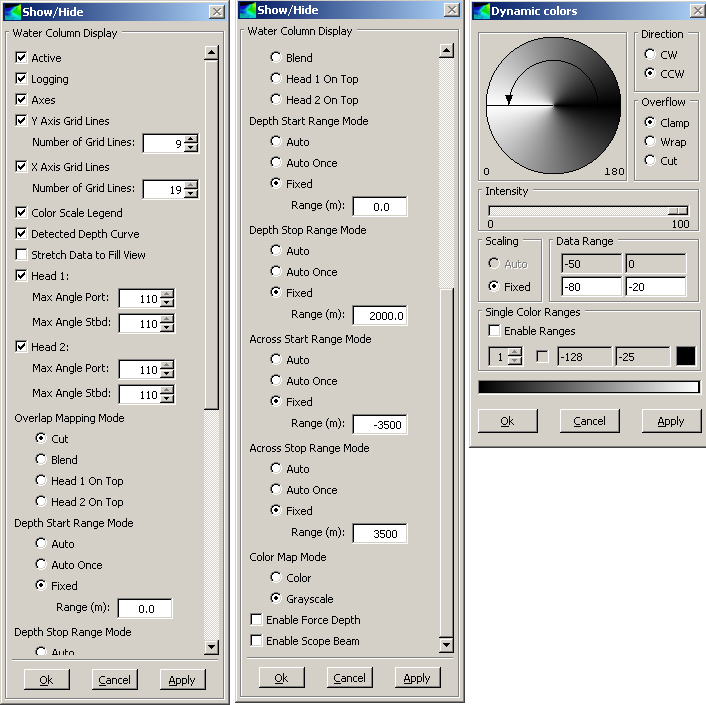 Show/Hide
Water Column Display
Active
Logging
Axes
Y Axis Grid Lines
Number of Grid Lines: 9
X Axis Grid Lines
Number of Grid Lines: 19
Color Scale Legend
Detected Depth Curve
Stretch Data to Fill View
Head 1:
Max Angle Port: 110
Max Angle Stbd: 110
Head 2:
Max Angle Port: 110
Max Angle Stbd: 110
Overlap Mapping Mode
Cut
Blend
Head 1 On Top
Head 2 On Top
Depth Start Range Mode
Auto
Auto Once
Fixed
Range (m): 0.0
Depth Stop Range Mode
Auto
Ok Cancel Apply
Show/Hide
Water Column Display
Blend
Head 1 On Top
Head 2 On Top
Depth Start Range Mode
Auto
Auto Once
Fixed
Range (m): 0.0
Depth Stop Range Mode
Auto
Auto Once
Fixed
Range (m): 2000.0
Across Start Range Mode
Auto
Auto Once
Fixed
Range (m): -3500
Across Stop Range Mode
Auto
Auto Once
Fixed
Range (m): 3500
Color Map Mode
Color
Grayscale
Enable Force Depth
Enable Scope Beam
Ok Cancel Apply
Dynamic colors
0 180
Direction
CW
CCW
Overflow
Clamp
Wrap
Cut
Intensity
0 100
Scaling
Auto
Fixed
Data Range
-50 0
-80 -20
Single Color Ranges
Enable Ranges
1 -128 -25
Ok Cancel Apply